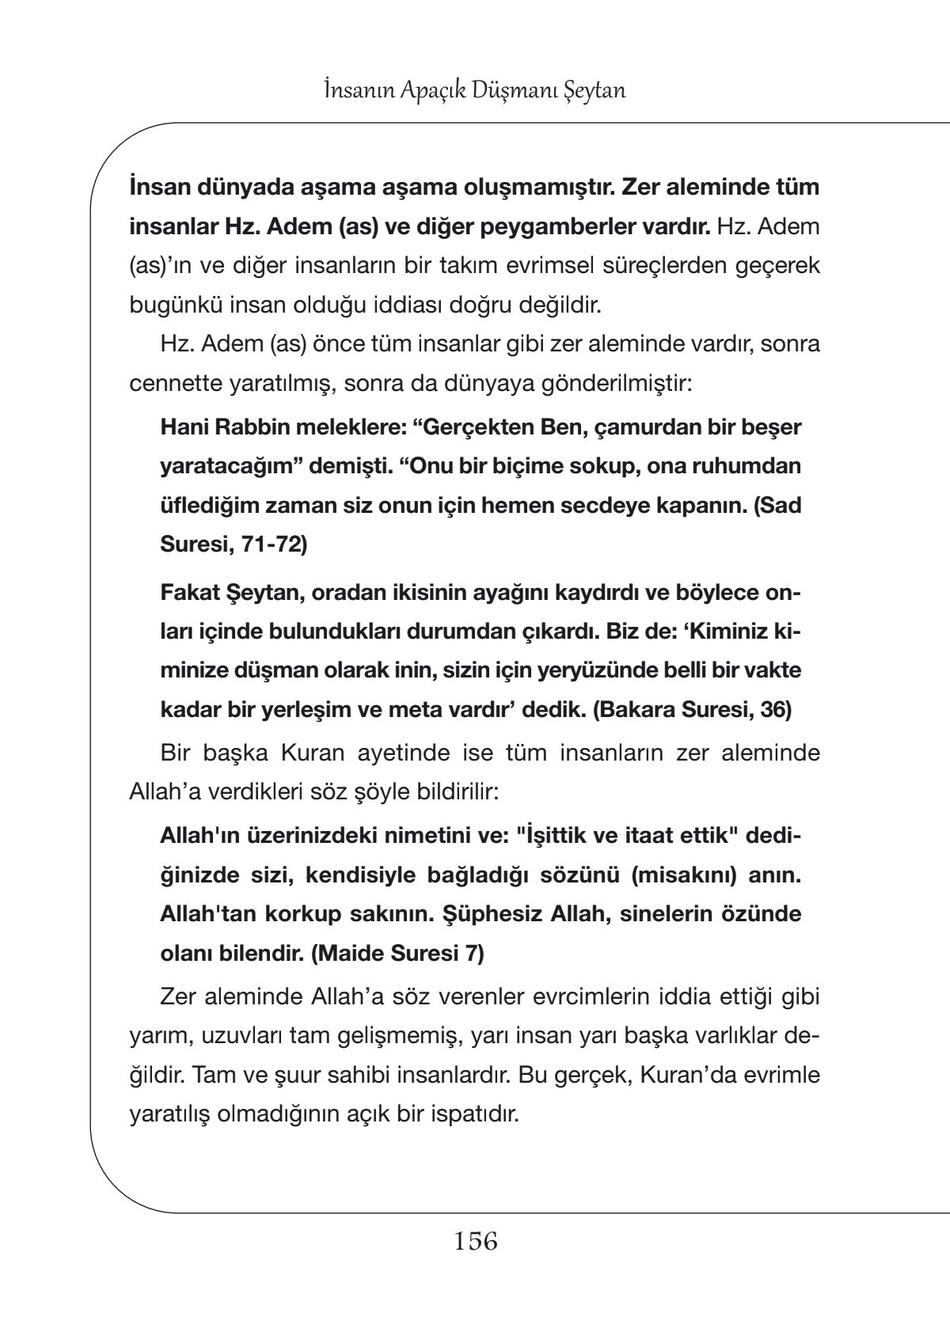 İnsanın Apaçık Düşmanı Şeytan
İnsan dünyada aşama aşama oluşmamıştır. Zer aleminde tüm
insanlar Hz. Adem (as) ve diğer peygamberler vardır. Hz. Adem
(as)’ın ve diğer insanların bir takım evrimsel süreçlerden geçerek
bugünkü insan olduğu iddiası doğru değildir.
Hz. Adem (as) önce tüm insanlar gibi zer aleminde vardır, sonra
cennette yaratılmış, sonra da dünyaya gönderilmiştir:
Hani Rabbin meleklere: “Gerçekten Ben, çamurdan bir beşer
yaratacağım” demişti. “Onu bir biçime sokup, ona ruhumdan
üflediğim zaman siz onun için hemen secdeye kapanın. (Sad
Suresi, 71-72)
Fakat Şeytan, oradan ikisinin ayağını kaydırdı ve böylece on-
ları içinde bulundukları durumdan çıkardı. Biz de: ‘Kiminiz ki-
minize düşman olarak inin, sizin için yeryüzünde belli bir vakte
kadar bir yerleşim ve meta vardır’ dedik. (Bakara Suresi, 36)
Bir başka Kuran ayetinde ise tüm insanların zer aleminde
Allah’a verdikleri söz şöyle bildirilir:
Allah'ın üzerinizdeki nimetini ve: "İşittik ve itaat ettik" dedi-
ğinizde sizi, kendisiyle bağladığı sözünü (misakını) anın.
Allah'tan korkup sakının. Şüphesiz Allah, sinelerin özünde
olanı bilendir. (Maide Suresi 7)
Zer aleminde Allah’a söz verenler evrcimlerin iddia ettiği gibi
yarım, uzuvları tam gelişmemiş, yarı insan yarı başka varlıklar de-
ğildir. Tam ve şuur sahibi insanlardır. Bu gerçek, Kuran’da evrimle
yaratılış olmadığının açık bir ispatıdır.
156